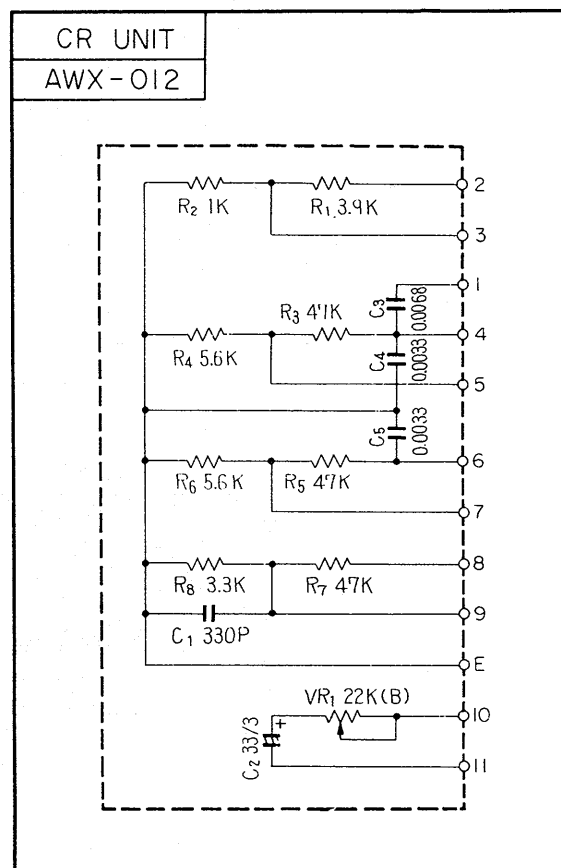 CR UNIT
AWX-012
R2 1K
R1 3.9K
2
3
1
C3 0.0068
R3 47K
4
R4 5.6K
C4 0.0033
5
C5 0.0033
6
R6 5.6K
R5 47K
7
8
R8 3.3K
R7 47K
9
C1 330P
E
VR1 22K(B)
10
C2 33/3
+
11